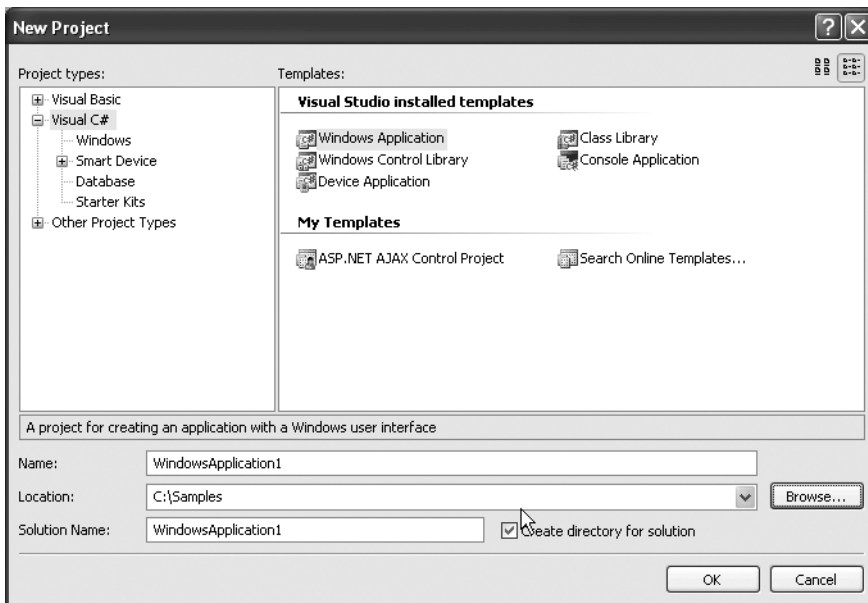 New Project
Project types:
Templates:
Visual Basic
Visual C#
Windows
Smart Device
Database
Starter Kits
Other Project Types
Visual Studio installed templates
Windows Application
Class Library
Windows Control Library
Console Application
Device Application
My Templates
ASP.NET AJAX Control Project
Search Online Templates...
A project for creating an application with a Windows user interface
Name: WindowsApplication1
Location: C:\Samples Browse...
Solution Name: WindowsApplication1 Create directory for solution
OK Cancel